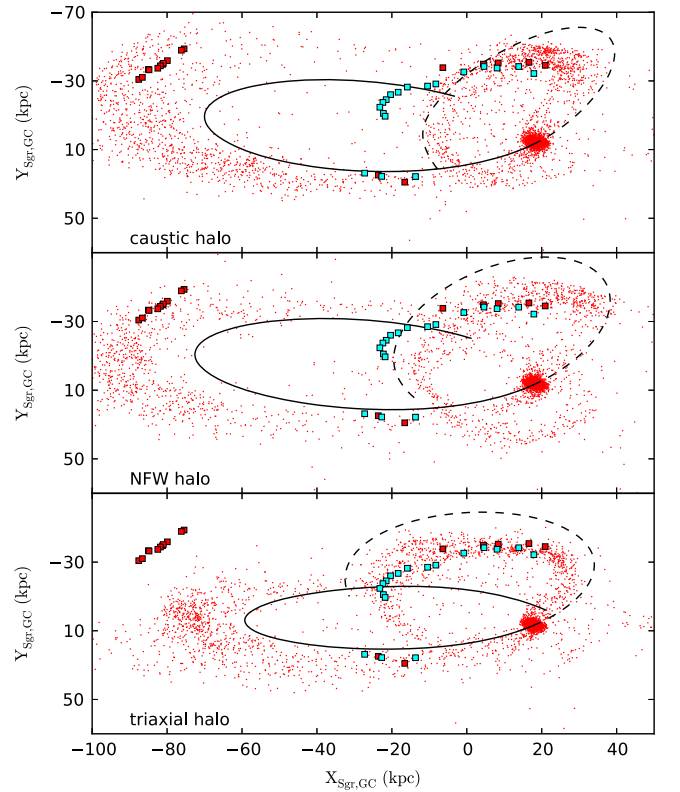 −70
−30
10
50
Y_Sgr,GC (kpc)
caustic halo
−30
10
50
Y_Sgr,GC (kpc)
NFW halo
−30
10
50
Y_Sgr,GC (kpc)
triaxial halo
−100 −80 −60 −40 −20 0 20 40
X_Sgr,GC (kpc)